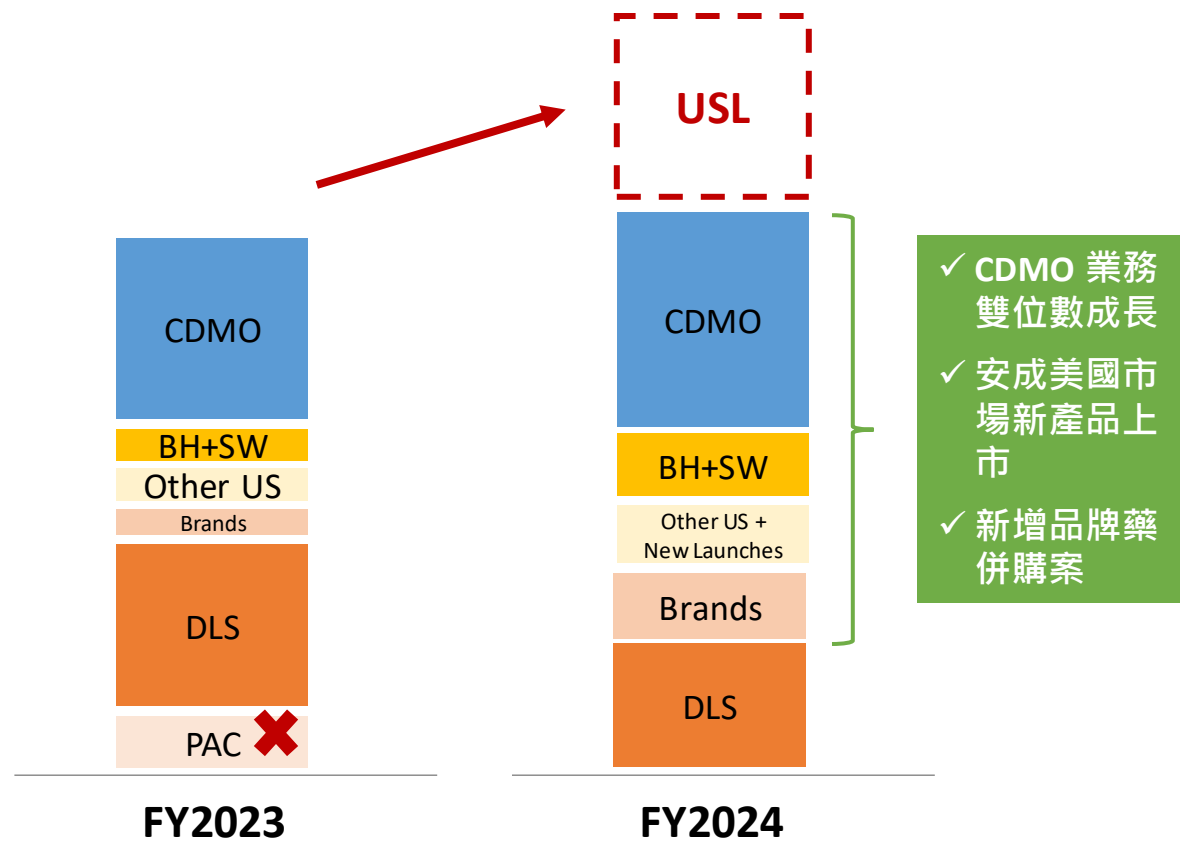 USL
CDMO
BH+SW
Other US
Brands
DLS
PAC
FY2023
CDMO
BH+SW
Other US +
New Launches
Brands
DLS
FY2024
✓ CDMO 業務
雙位數成長
✓ 安成美國市
場新產品上
市
✓ 新增品牌藥
併購案